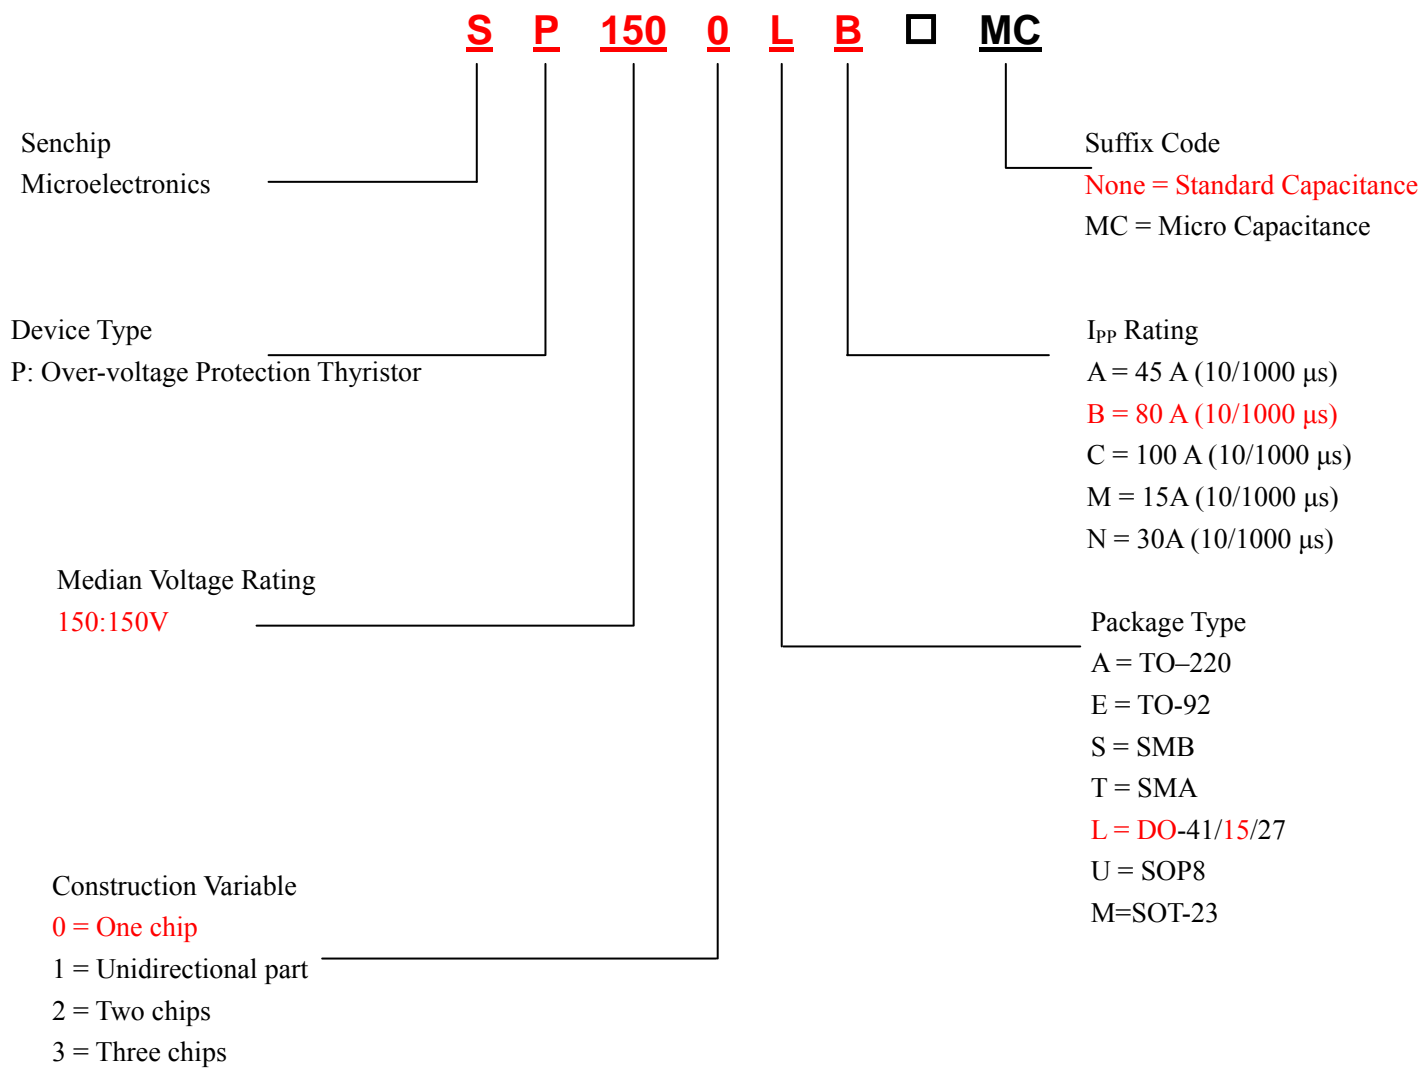 S P 150 0 L B □ MC
Senchip
Microelectronics
Device Type
P: Over-voltage Protection Thyristor
Median Voltage Rating
150:150V
Construction Variable
0 = One chip
1 = Unidirectional part
2 = Two chips
3 = Three chips
Suffix Code
None = Standard Capacitance
MC = Micro Capacitance
IPP Rating
A = 45 A (10/1000 μs)
B = 80 A (10/1000 μs)
C = 100 A (10/1000 μs)
M = 15A (10/1000 μs)
N = 30A (10/1000 μs)
Package Type
A = TO–220
E = TO-92
S = SMB
T = SMA
L = DO-41/15/27
U = SOP8
M=SOT-23